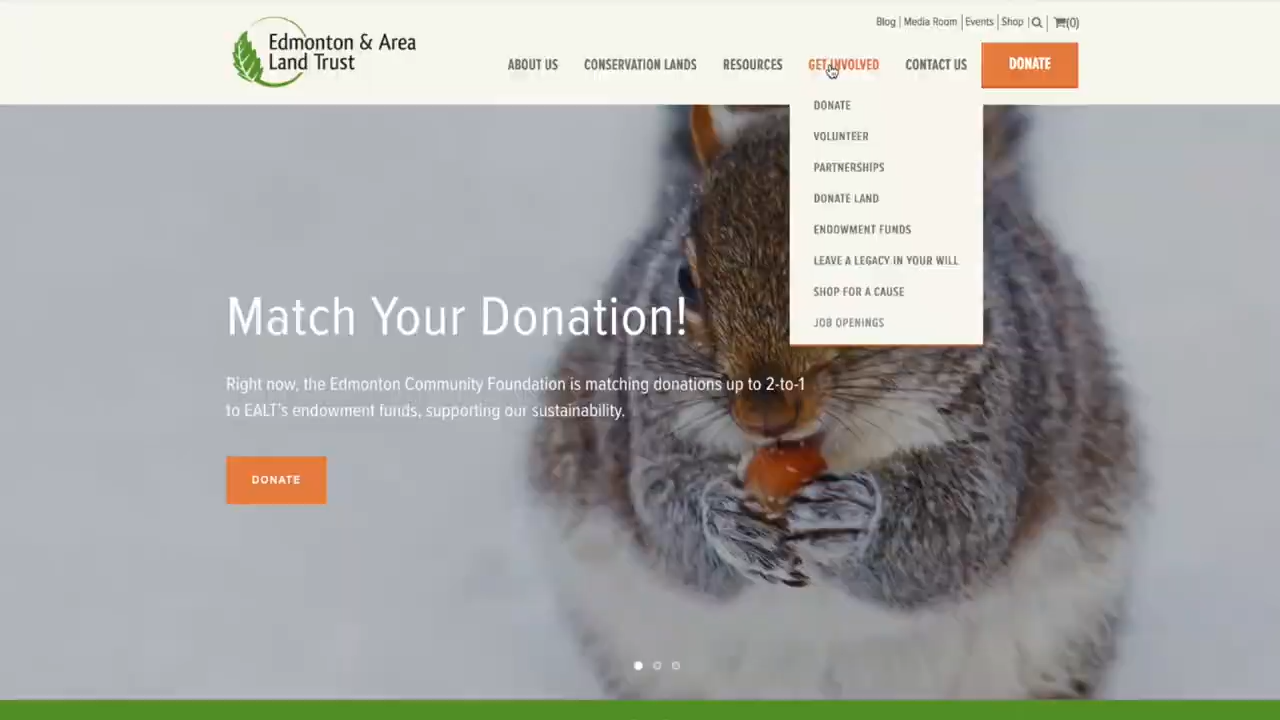 Blog | Media Room | Events | Shop | (0)
Edmonton & Area
Land Trust
ABOUT US CONSERVATION LANDS RESOURCES GET INVOLVED CONTACT US DONATE
DONATE
VOLUNTEER
PARTNERSHIPS
DONATE LAND
ENDOWMENT FUNDS
LEAVE A LEGACY IN YOUR WILL
SHOP FOR A CAUSE
JOB OPENINGS
Match Your Donation!
Right now, the Edmonton Community Foundation is matching donations up to 2-to-1
to EALT's endowment funds, supporting our sustainability.
DONATE